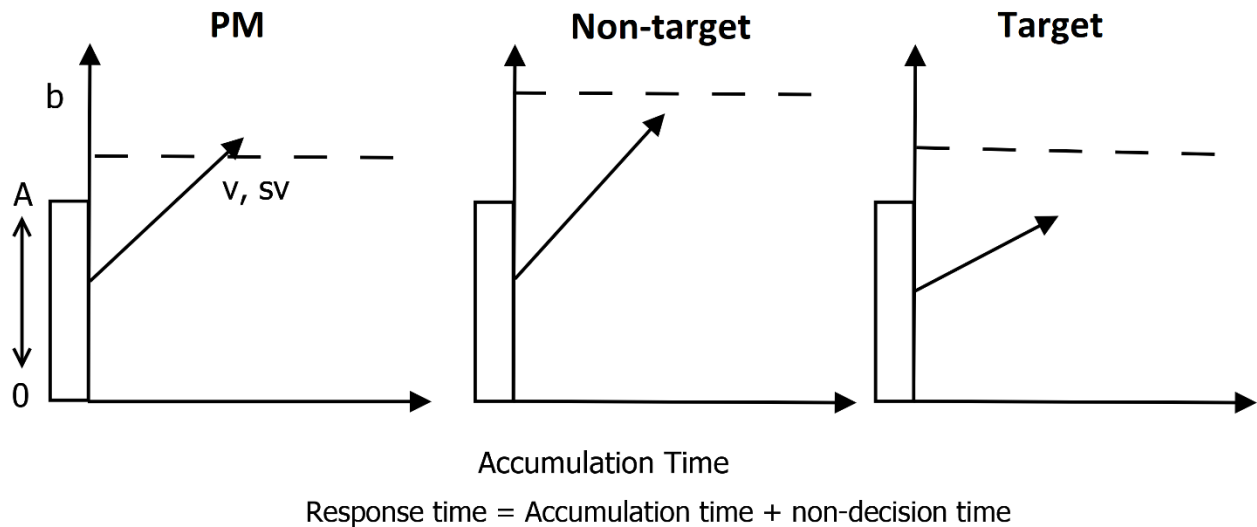 PM
Non-target
Target
b
A
v, sv
0
Accumulation Time
Response time = Accumulation time + non-decision time